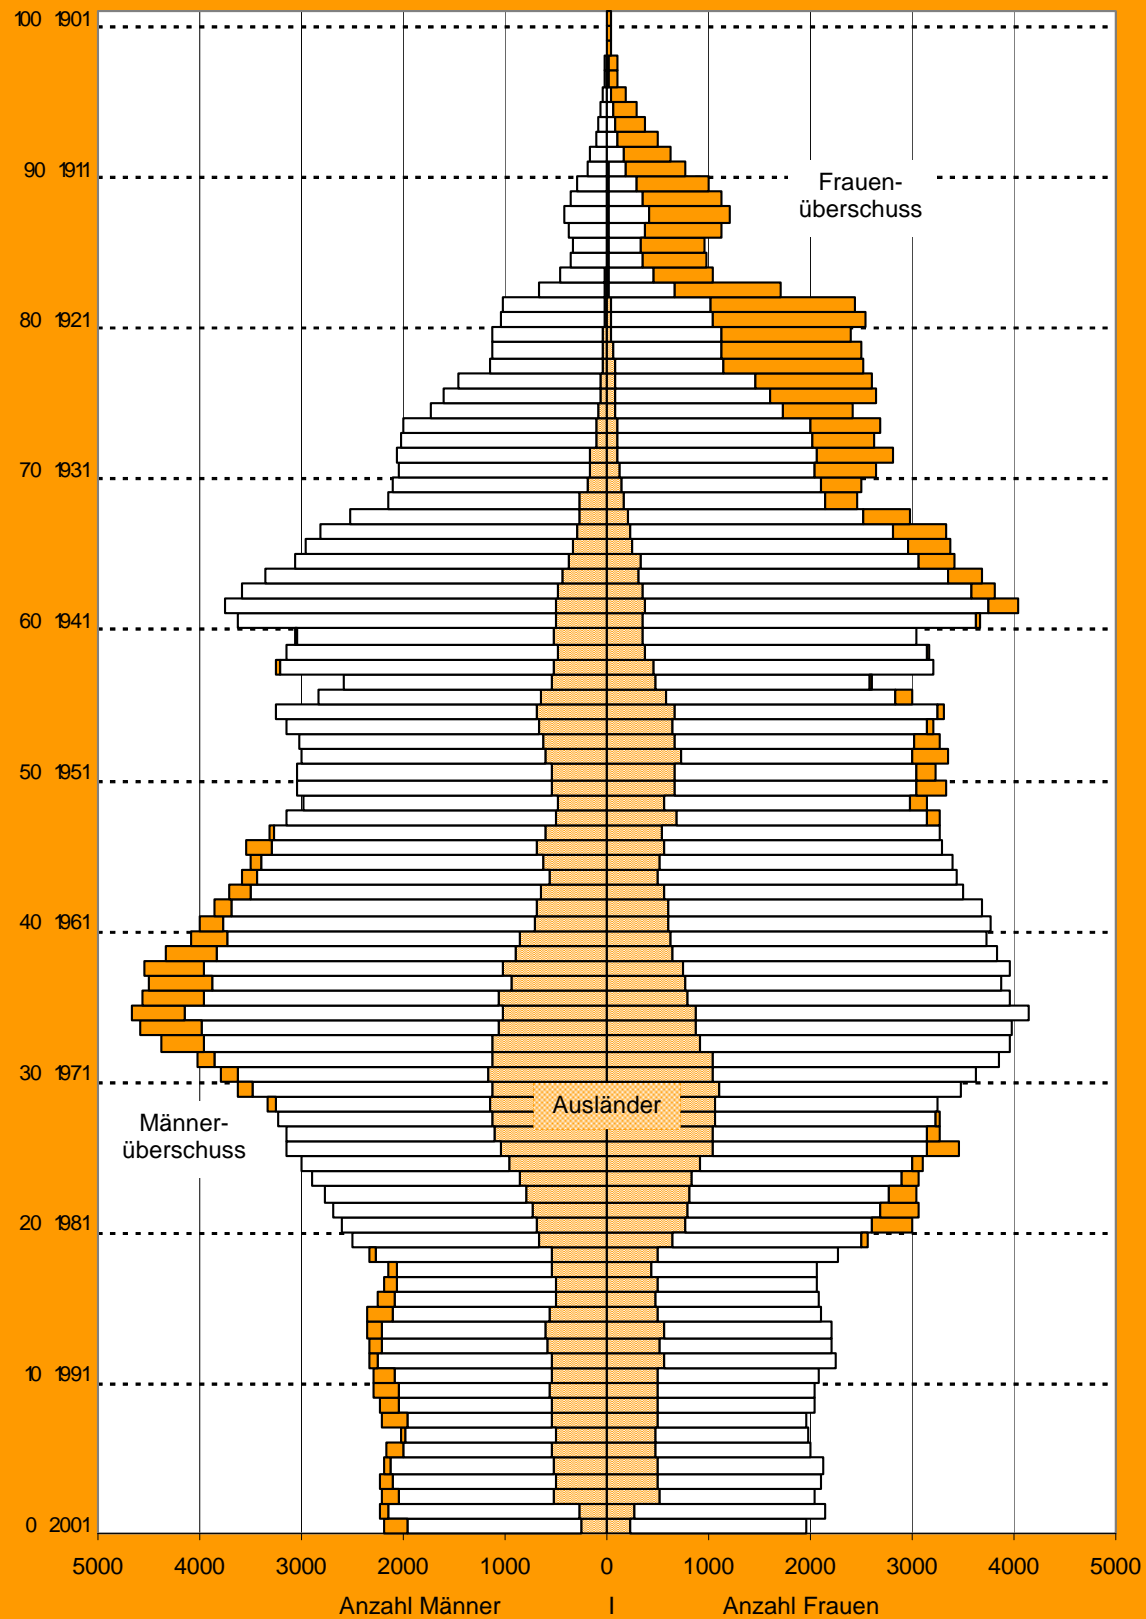 100 1901
90 1911
Frauen-
überschuss
80 1921
70 1931
60 1941
50 1951
40 1961
30 1971
Ausländer
Männer-
überschuss
20 1981
10 1991
0 2001
5000 4000 3000 2000 1000 0 1000 2000 3000 4000 5000
Anzahl Männer I Anzahl Frauen